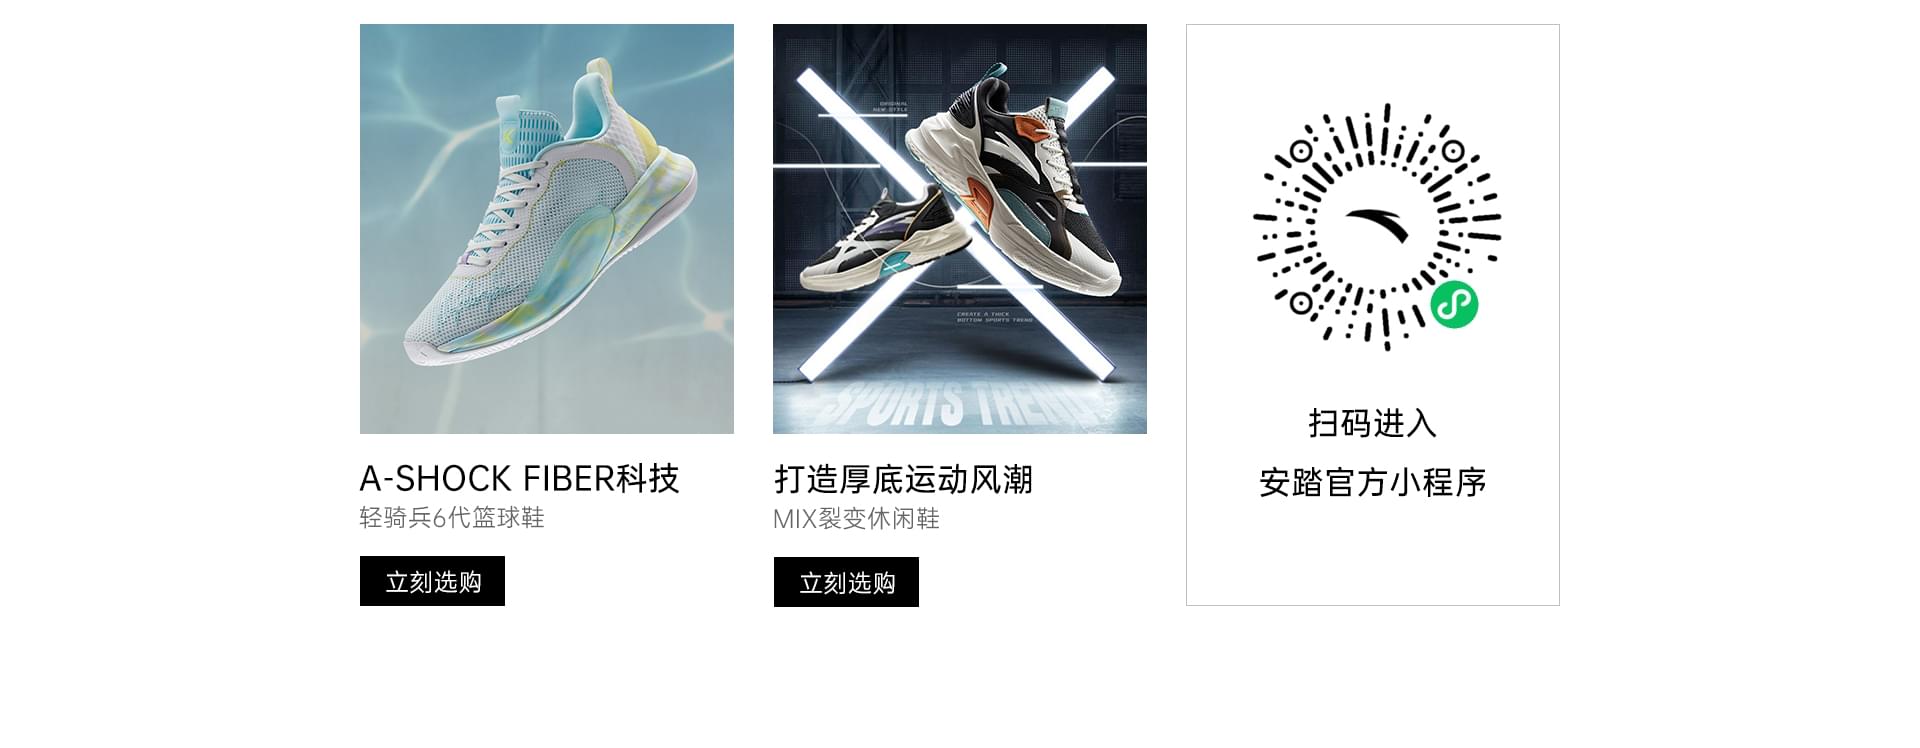 ORIGINAL
NEW STYLE
CREATE A THICK
BOTTOM SPORTS TREND
SPORTS TREND
A-SHOCK FIBER科技
轻骑兵6代篮球鞋
立刻选购
打造厚底运动风潮
MIX裂变休闲鞋
立刻选购
扫码进入
安踏官方小程序